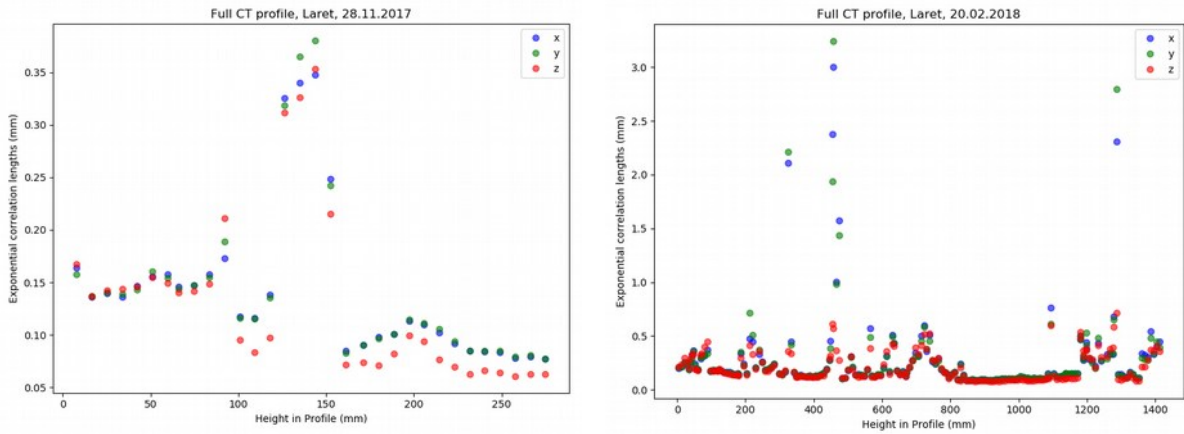 Full CT profile, Laret, 28.11.2017
x
y
z
0.35
0.30
0.25
0.20
0.15
0.10
0.05
Exponential correlation lengths (mm)
0 50 100 150 200 250
Height in Profile (mm)
Full CT profile, Laret, 20.02.2018
x
y
z
3.0
2.5
2.0
1.5
1.0
0.5
0.0
Exponential correlation lengths (mm)
0 200 400 600 800 1000 1200 1400
Height in Profile (mm)